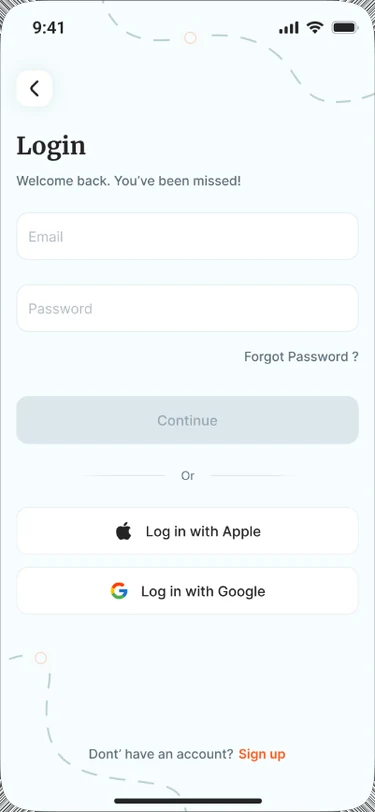 9:41
Login
Welcome back. You've been missed!
Email
Password
Forgot Password ?
Continue
Or
Log in with Apple
Log in with Google
Dont' have an account? Sign up